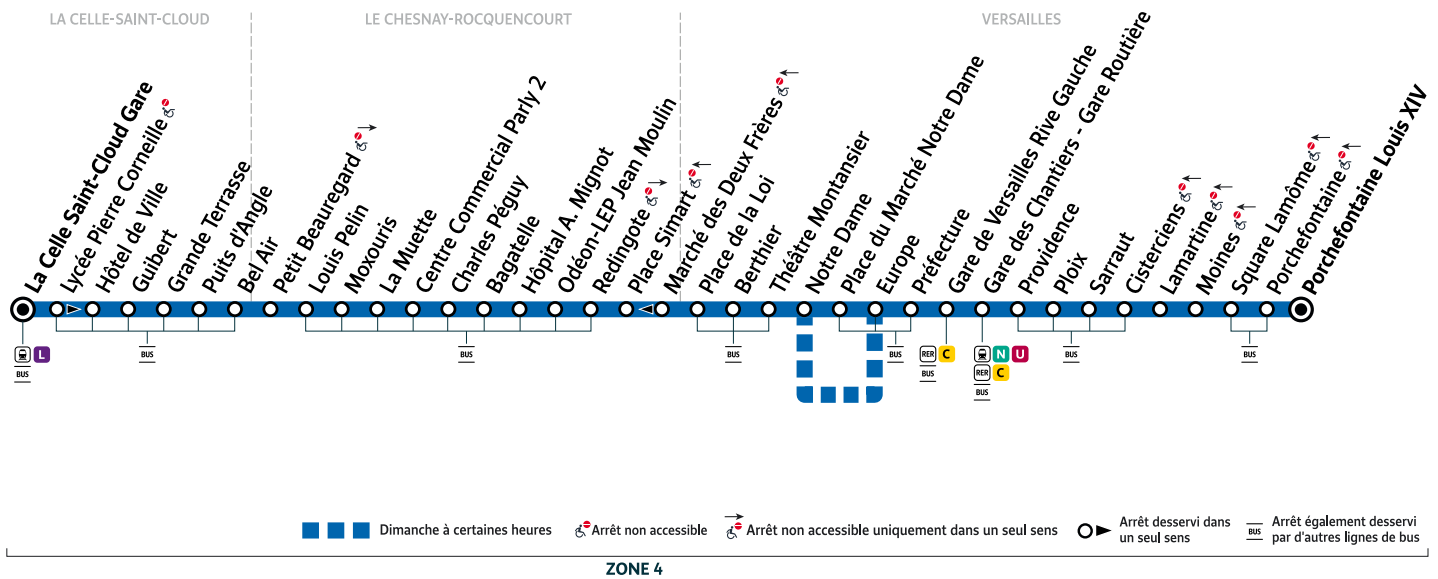 LA CELLE-SAINT-CLOUD
LE CHESNAY-ROCQUENCOURT
VERSAILLES
La Celle Saint-Cloud Gare
Lycée Pierre Corneille
Hôtel de Ville
Guibert
Grande Terrasse
Puits d'Angle
Bel Air
Petit Beauregard
Louis Pelin
Moxouris
La Muette
Centre Commercial Parly 2
Charles Péguy
Bagatelle
Hôpital A. Mignot
Odéon-LEP Jean Moulin
Redingote
Place Simart
Marché des Deux Frères
Place de la Loi
Berthier
Théâtre Montansier
Notre Dame
Place du Marché Notre Dame
Europe
Préfecture
Gare de Versailles Rive Gauche
Gare des Chantiers - Gare Routière
Providence
Ploix
Sarraut
Cisterciens
Lamartine
Moines
Square Lamôme
Porchefontaine
Porchefontaine Louis XIV
L
BUS
BUS
BUS
BUS
BUS
RER C
BUS
N U
RER C
BUS
BUS
BUS
Dimanche à certaines heures
Arrêt non accessible
Arrêt non accessible uniquement dans un seul sens
Arrêt desservi dans
un seul sens
BUS
Arrêt également desservi
par d'autres lignes de bus
ZONE 4